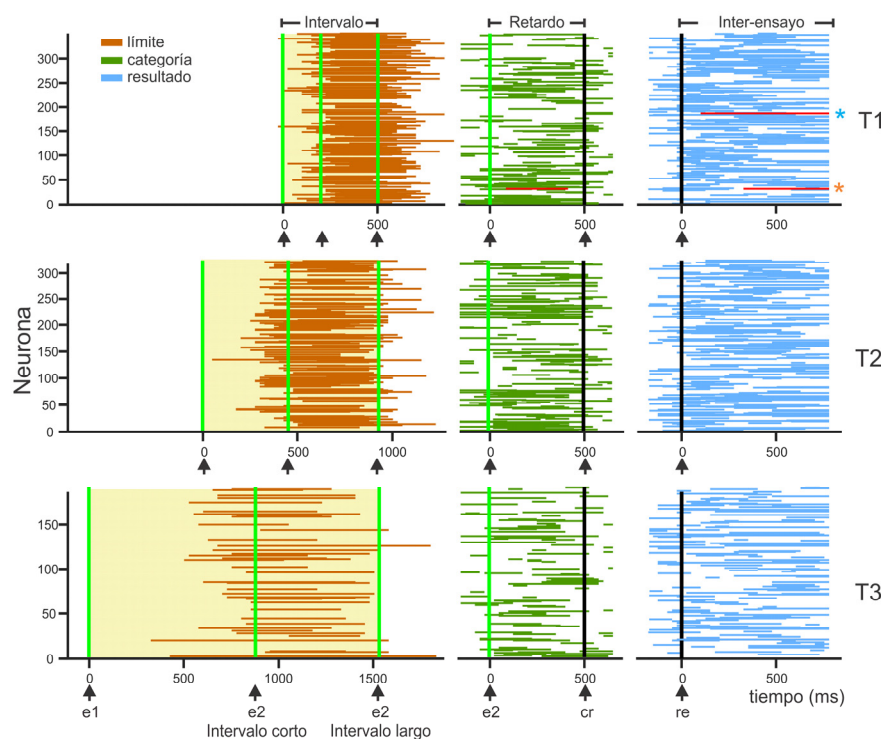 Intervalo Retardo Inter-ensayo
límite
categoría
resultado
300
250
200
150
100
50
0
* T1
*
0 500 0 500 0 500
Neurona
300
250
200
150
100
50
0
T2
0 500 1000 0 500 0 500
150
100
50
0
T3
0 500 1000 1500 0 500 0 500
tiempo (ms)
e1 e2 e2 e2 cr re
Intervalo corto Intervalo largo